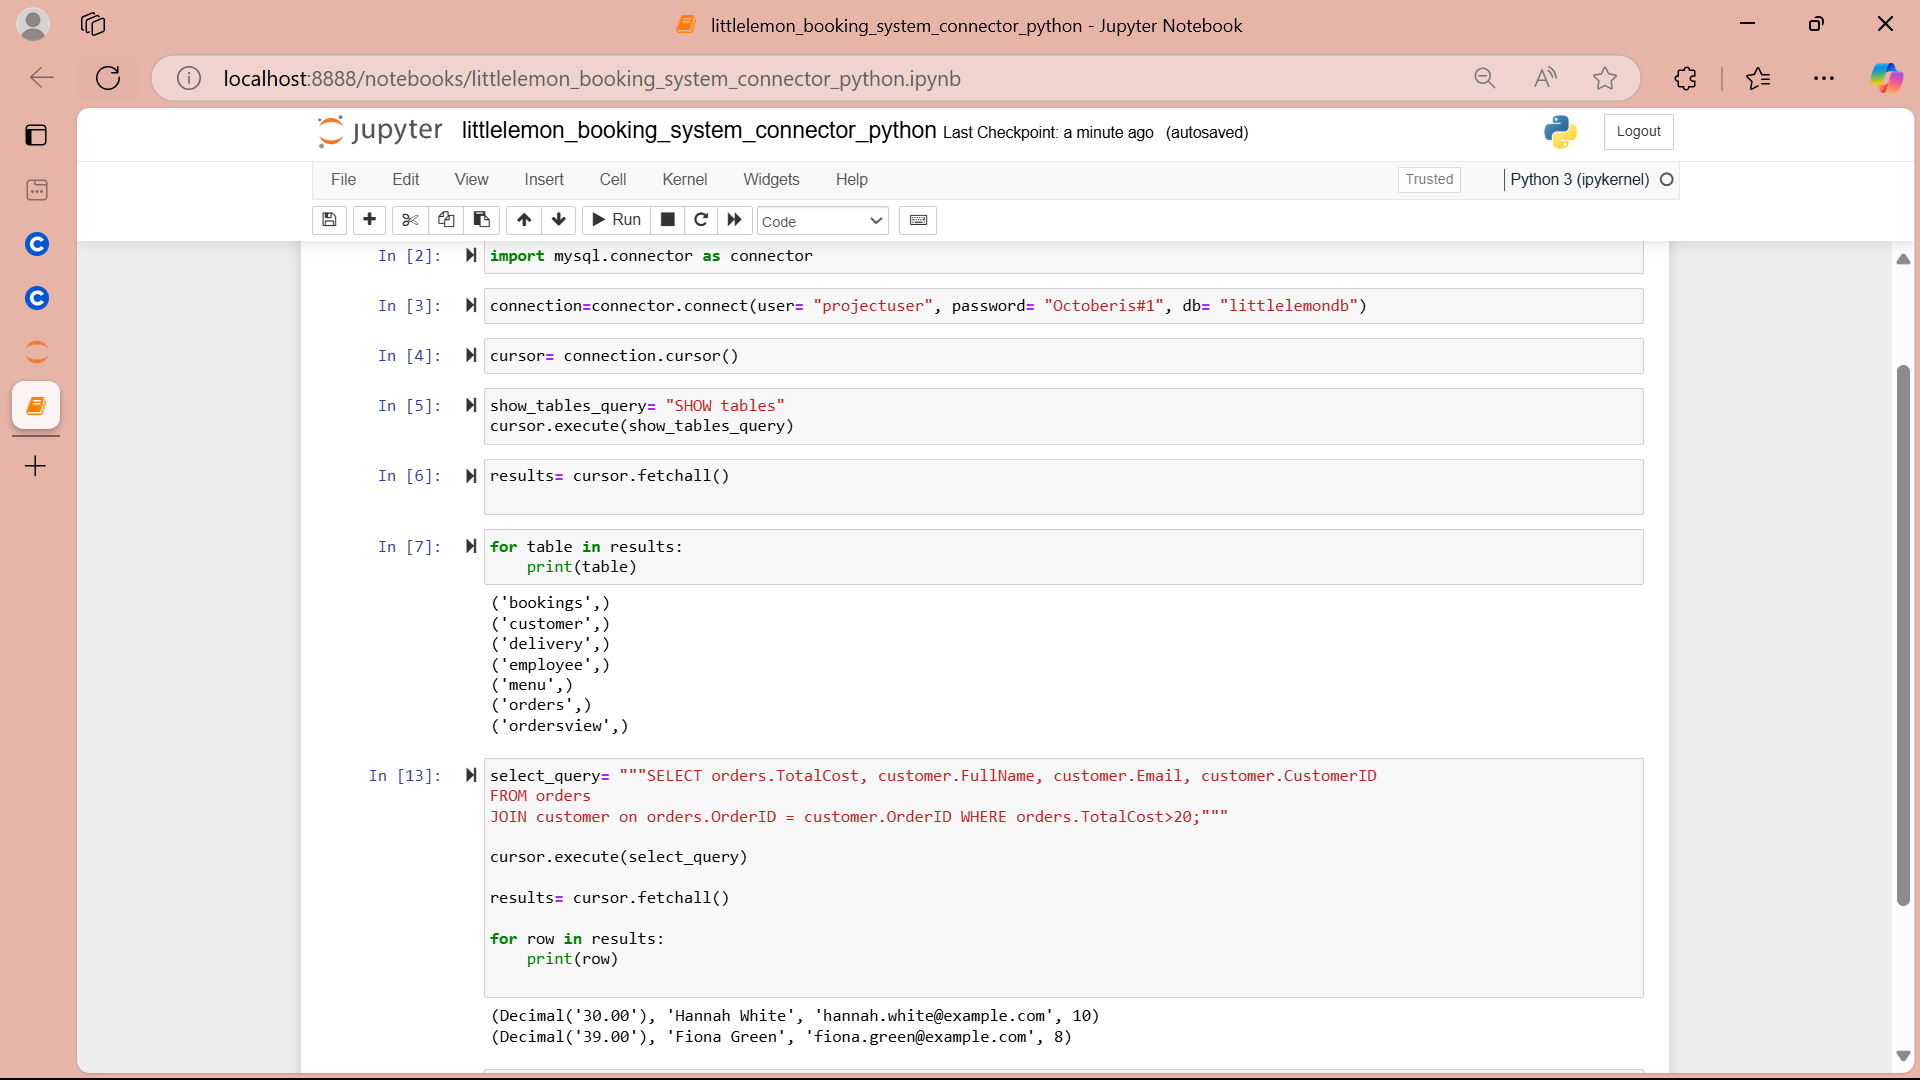 littlelemon_booking_system_connector_python - Jupyter Notebook
localhost:8888/notebooks/littlelemon_booking_system_connector_python.ipynb
jupyter littlelemon_booking_system_connector_python Last Checkpoint: a minute ago (autosaved)
Logout
File Edit View Insert Cell Kernel Widgets Help
Trusted
Python 3 (ipykernel)
Run
Code
In [2]: import mysql.connector as connector
In [3]: connection=connector.connect(user= "projectuser", password= "Octoberis#1", db= "littlelemondb")
In [4]: cursor= connection.cursor()
In [5]: show_tables_query= "SHOW tables"
cursor.execute(show_tables_query)
In [6]: results= cursor.fetchall()
In [7]: for table in results:
    print(table)
('bookings',)
('customer',)
('delivery',)
('employee',)
('menu',)
('orders',)
('ordersview',)
In [13]: select_query= """SELECT orders.TotalCost, customer.FullName, customer.Email, customer.CustomerID
FROM orders
JOIN customer on orders.OrderID = customer.OrderID WHERE orders.TotalCost>20;"""
cursor.execute(select_query)
results= cursor.fetchall()
for row in results:
    print(row)
(Decimal('30.00'), 'Hannah White', 'hannah.white@example.com', 10)
(Decimal('39.00'), 'Fiona Green', 'fiona.green@example.com', 8)